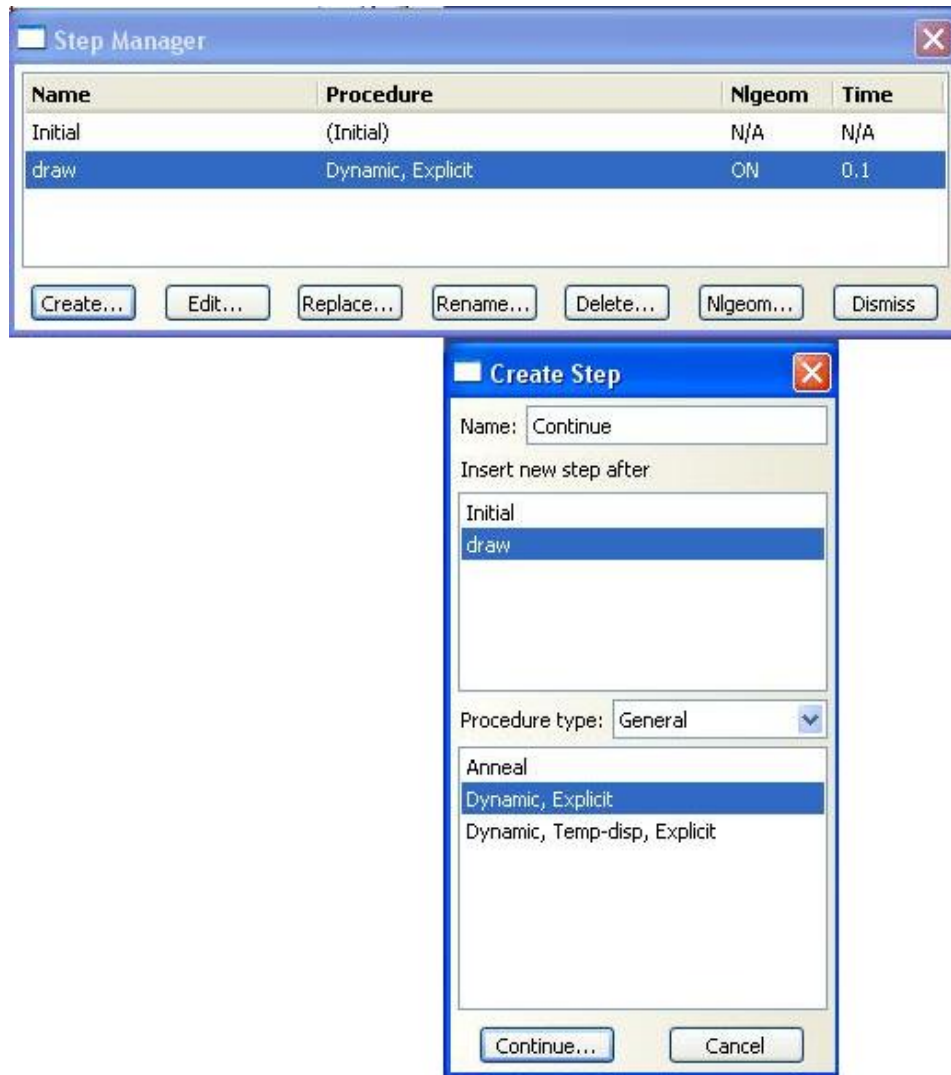 Step Manager
Name Procedure Nlgeom Time
Initial (Initial) N/A N/A
draw Dynamic, Explicit ON 0.1
Create... Edit... Replace... Rename... Delete... Nlgeom... Dismiss
Create Step
Name: Continue
Insert new step after
Initial
draw
Procedure type: General
Anneal
Dynamic, Explicit
Dynamic, Temp-disp, Explicit
Continue... Cancel